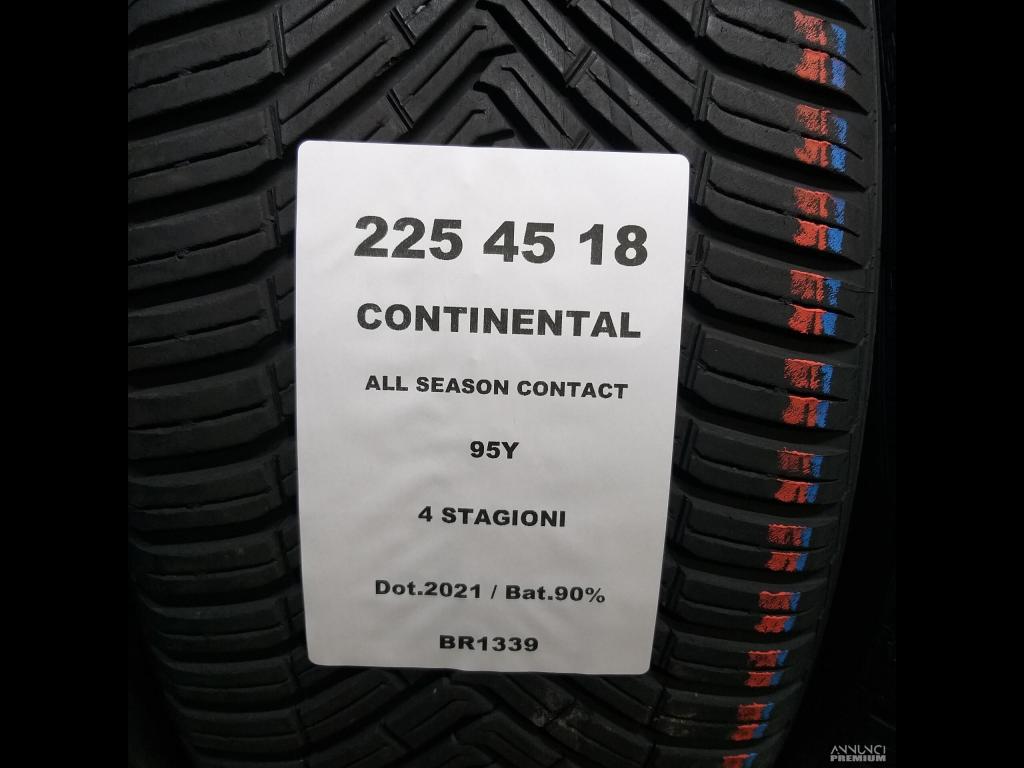 225 45 18
CONTINENTAL
ALL SEASON CONTACT
95Y
4 STAGIONI
Dot.2021 / Bat.90%
BR1339
ANNUNCI
PREMIUM